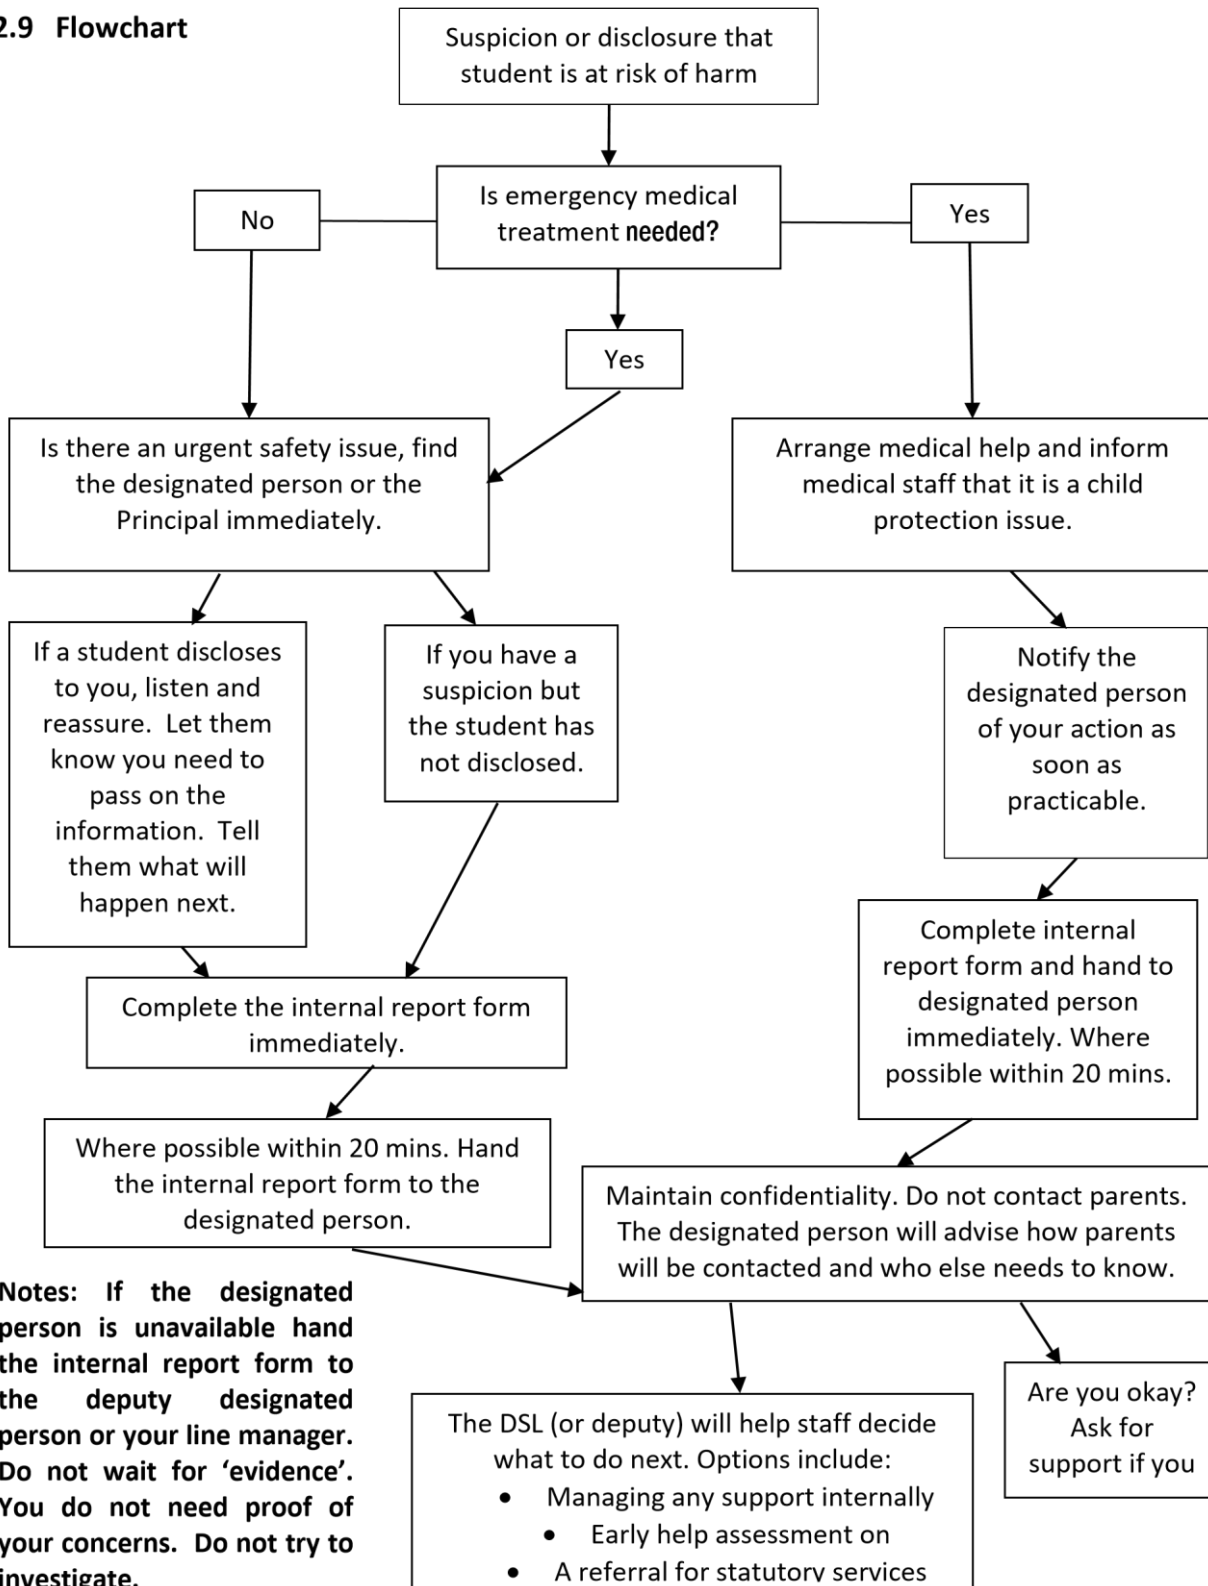 2.9 Flowchart
Suspicion or disclosure that
student is at risk of harm
Is emergency medical
treatment needed?
No
Yes
Yes
Is there an urgent safety issue, find
the designated person or the
Principal immediately.
Arrange medical help and inform
medical staff that it is a child
protection issue.
If a student discloses
to you, listen and
reassure. Let them
know you need to
pass on the
information. Tell
them what will
happen next.
If you have a
suspicion but
the student has
not disclosed.
Notify the
designated person
of your action as
soon as
practicable.
Complete the internal report form
immediately.
Complete internal
report form and hand to
designated person
immediately. Where
possible within 20 mins.
Where possible within 20 mins. Hand
the internal report form to the
designated person.
Maintain confidentiality. Do not contact parents.
The designated person will advise how parents
will be contacted and who else needs to know.
Notes: If the designated
person is unavailable hand
the internal report form to
the deputy designated
person or your line manager.
Do not wait for ‘evidence’.
You do not need proof of
your concerns. Do not try to
investigate.
The DSL (or deputy) will help staff decide
what to do next. Options include:
• Managing any support internally
• Early help assessment on
• A referral for statutory services
Are you okay?
Ask for
support if you